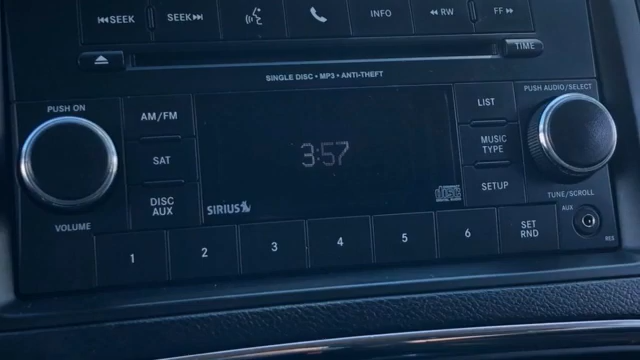 ⏮SEEK SEEK⏭ INFO ◀◀ RW FF ▶▶
TIME
SINGLE DISC • MP3 • ANTI-THEFT
PUSH ON
AM/FM
SAT
DISC
AUX
VOLUME
3:57
SIRIUS
DISC
LIST
MUSIC
TYPE
SETUP
PUSH AUDIO/SELECT
TUNE/SCROLL
AUX
1 2 3 4 5 6
SET
RND